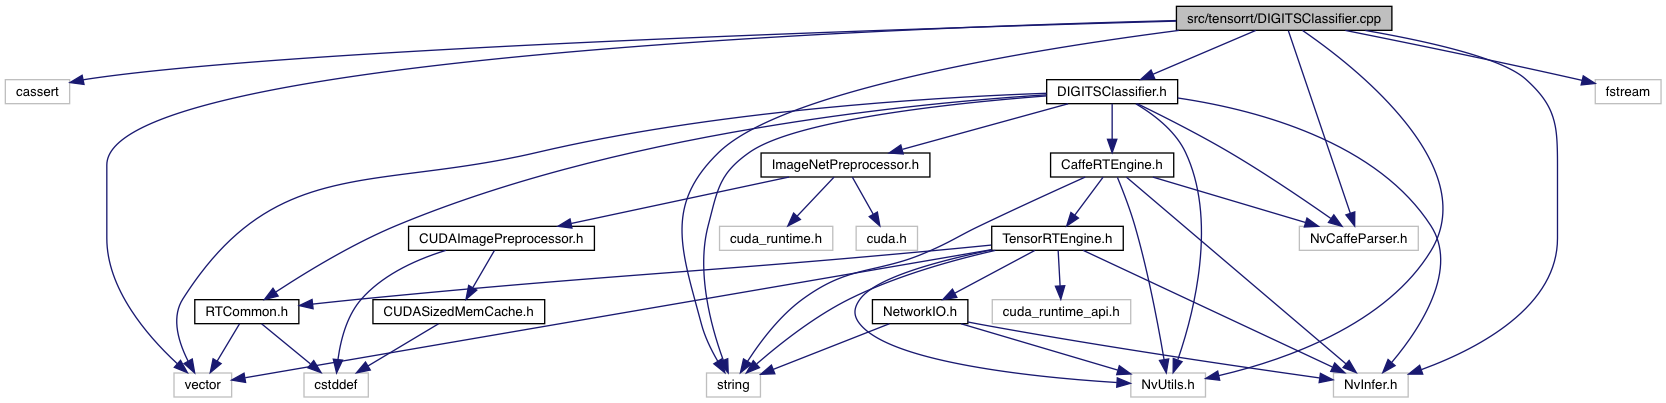 src/tensorrt/DIGITSClassifier.cpp
cassert
DIGITSClassifier.h
fstream
ImageNetPreprocessor.h
CaffeRTEngine.h
CUDAImagePreprocessor.h
cuda_runtime.h
cuda.h
TensorRTEngine.h
NvCaffeParser.h
RTCommon.h
CUDASizedMemCache.h
NetworkIO.h
cuda_runtime_api.h
vector
cstddef
string
NvUtils.h
NvInfer.h